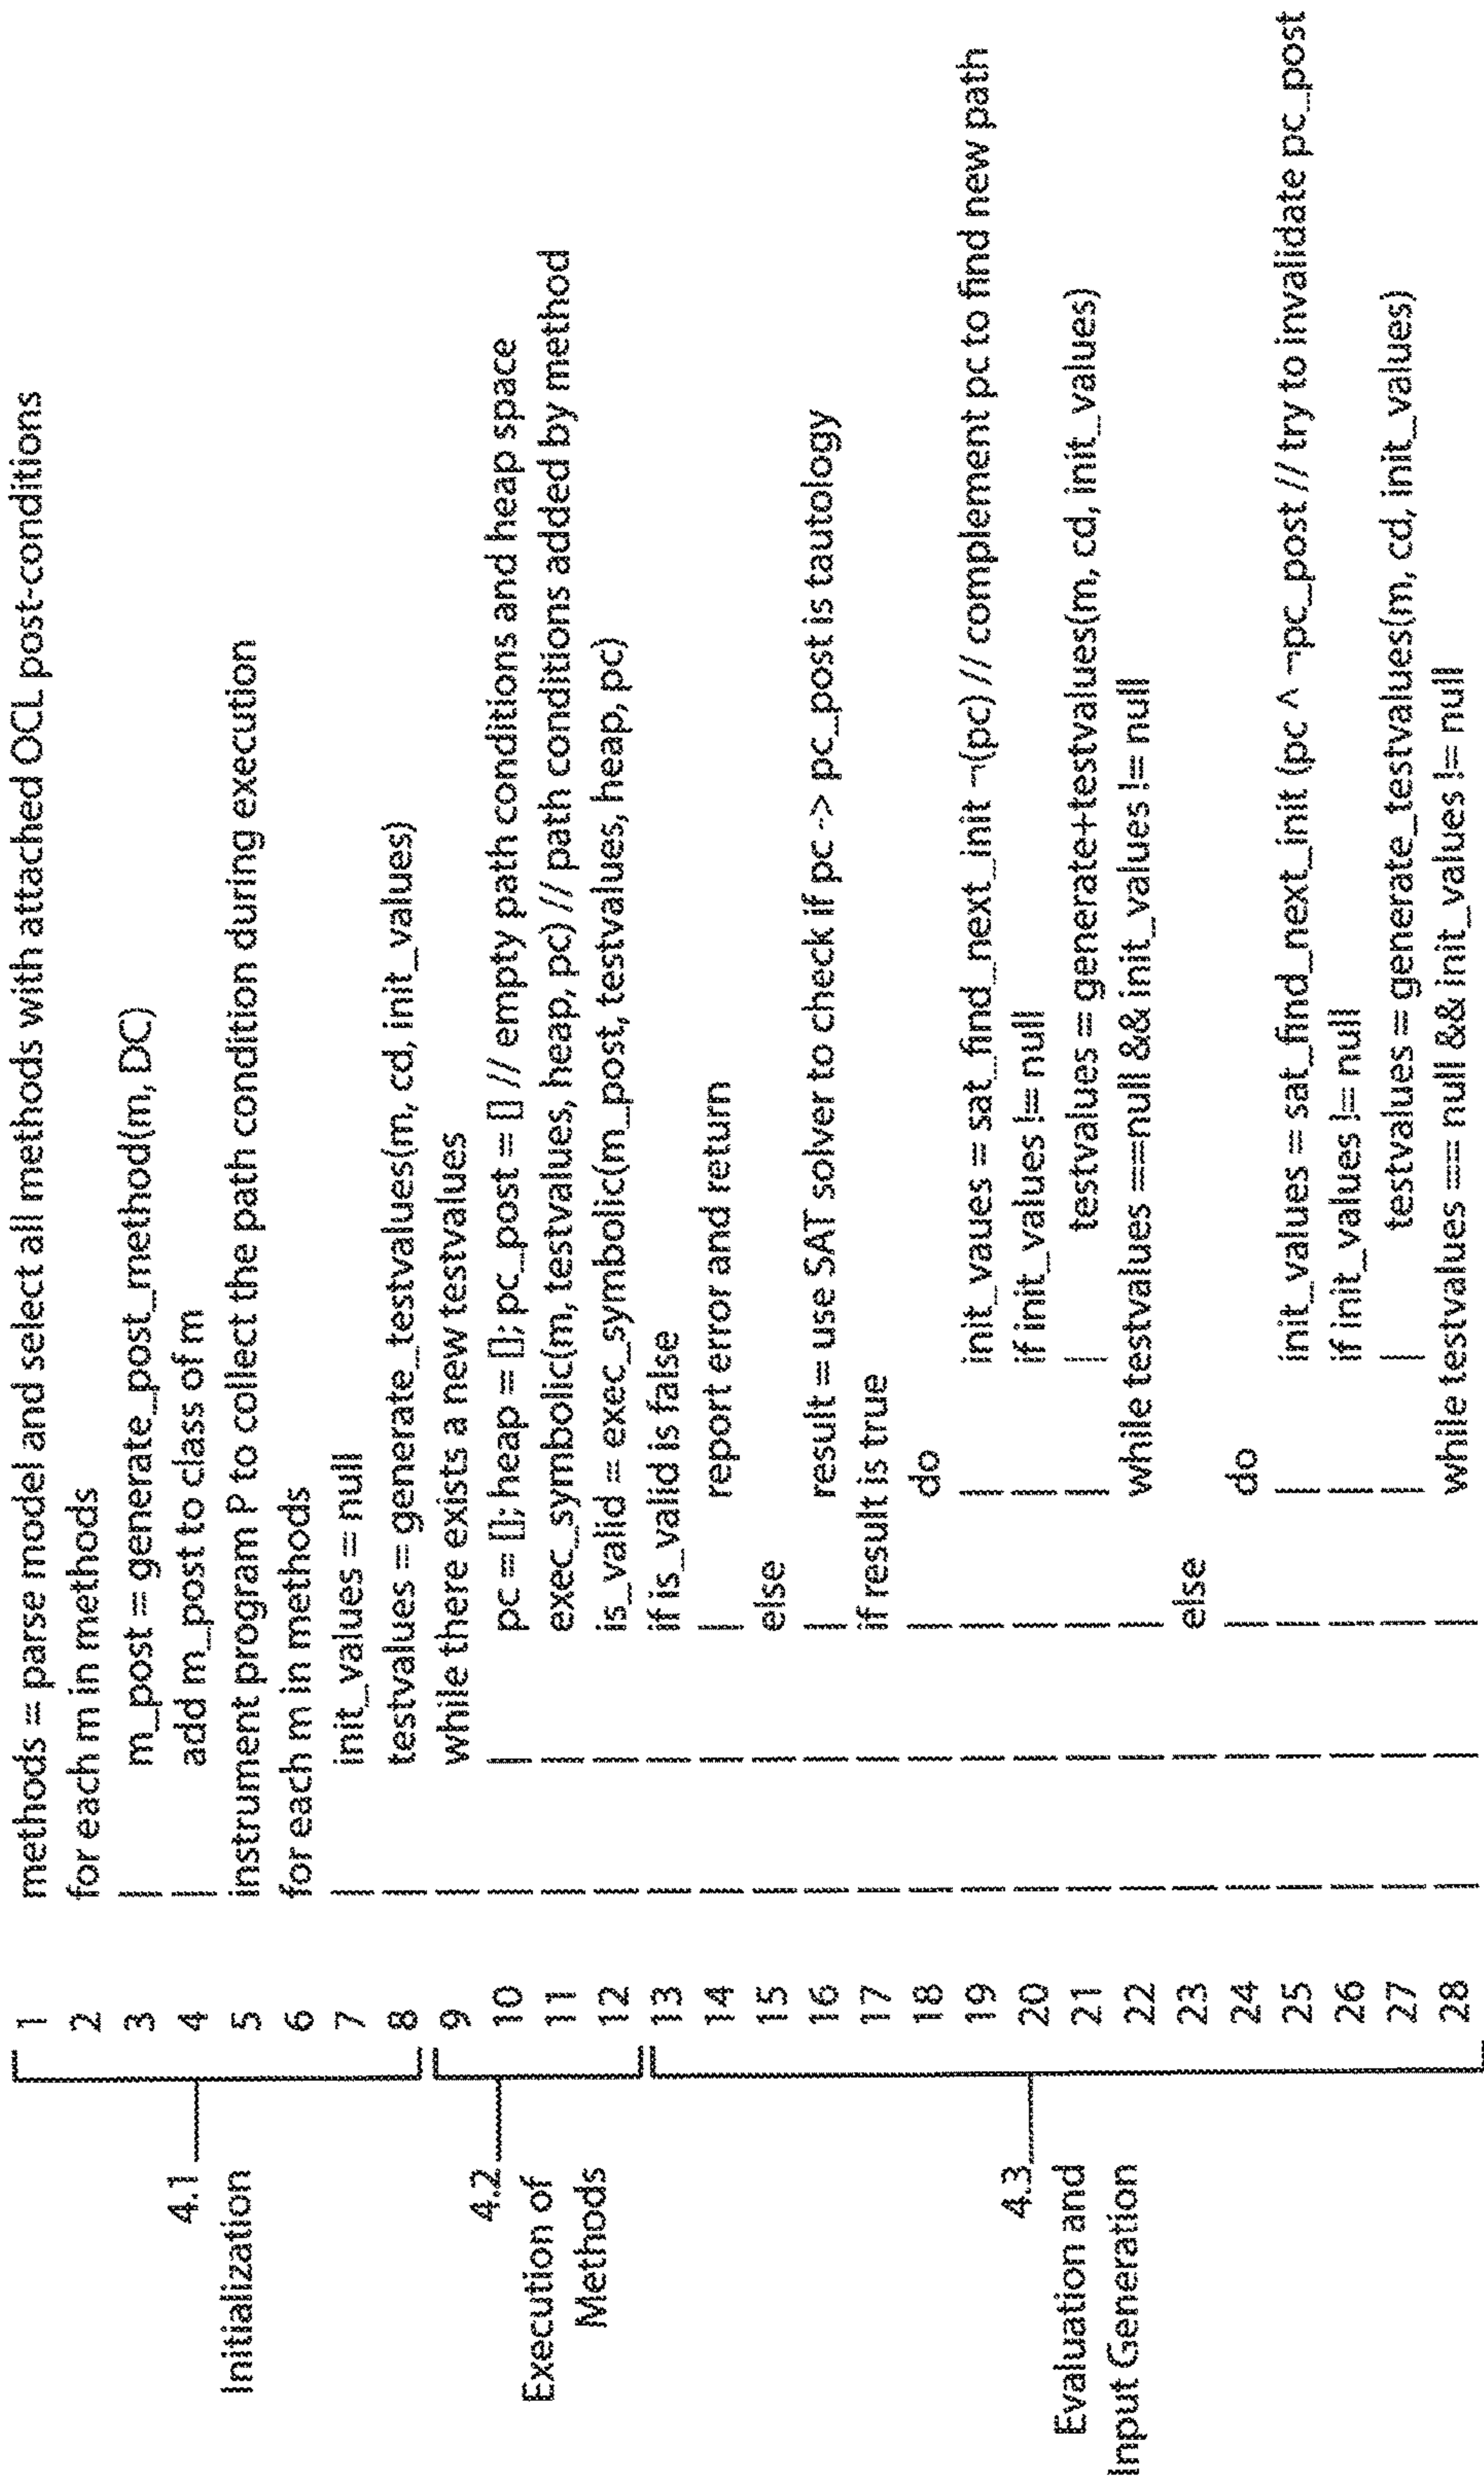 1 methods = parse model and select all methods with attached OCL post-conditions
2 for each m in methods
3 m_post = generate_post_method(m, DC)
4 add m_post to class of m
5 instrument program P to collect the path condition during execution
6 for each m in methods
7 init_values = null
8 testvalues = generate_testvalues(m, cd, init_values)
4.1
Initialization
9 while there exists a new testvalues
10 pc = []; heap = []; pc_post = [] // empty path conditions and heap space
11 exec_symbolic(m, testvalues, heap, pc) // path conditions added by method
12 is_valid = exec_symbolic(m_post, testvalues, heap, pc)
4.2
Execution of
Methods
13 if is_valid is false
14 report error and return
15 else
16 result = use SAT solver to check if pc -> pc_post is tautology
17 if result is true
18 do
19 init_vaues = sat_find_next_init ¬(pc) // complement pc to find new path
20 if init_values != null
21 testvalues = generate+testvalues(m, cd, init_values)
22 while testvalues ==null && init_values != null
23 else
24 do
25 init_values = sat_find_next_init (pc ^ ¬pc_post // try to invalidate pc_post
26 if init_values != null
27 testvalues = generate_testvalues(m, cd, init_values)
28 while testvalues == null && init_values != null
4.3
Evaluation and
Input Generation